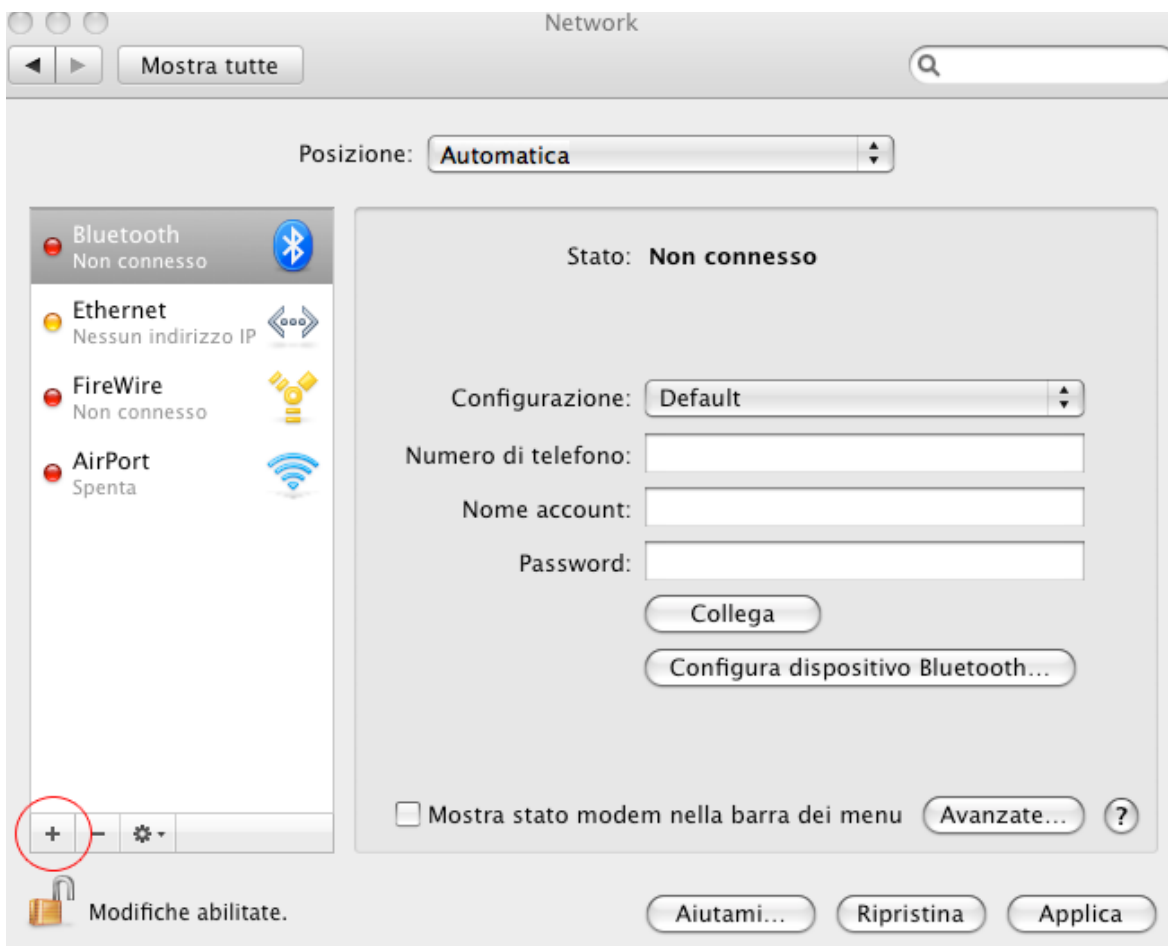 Network
Mostra tutte
Posizione: Automatica
Bluetooth
Non connesso
Ethernet
Nessun indirizzo IP
FireWire
Non connesso
AirPort
Spenta
Stato: Non connesso
Configurazione: Default
Numero di telefono:
Nome account:
Password:
Collega
Configura dispositivo Bluetooth...
Mostra stato modem nella barra dei menu Avanzate... ?
Modifiche abilitate.
Aiutami... Ripristina Applica